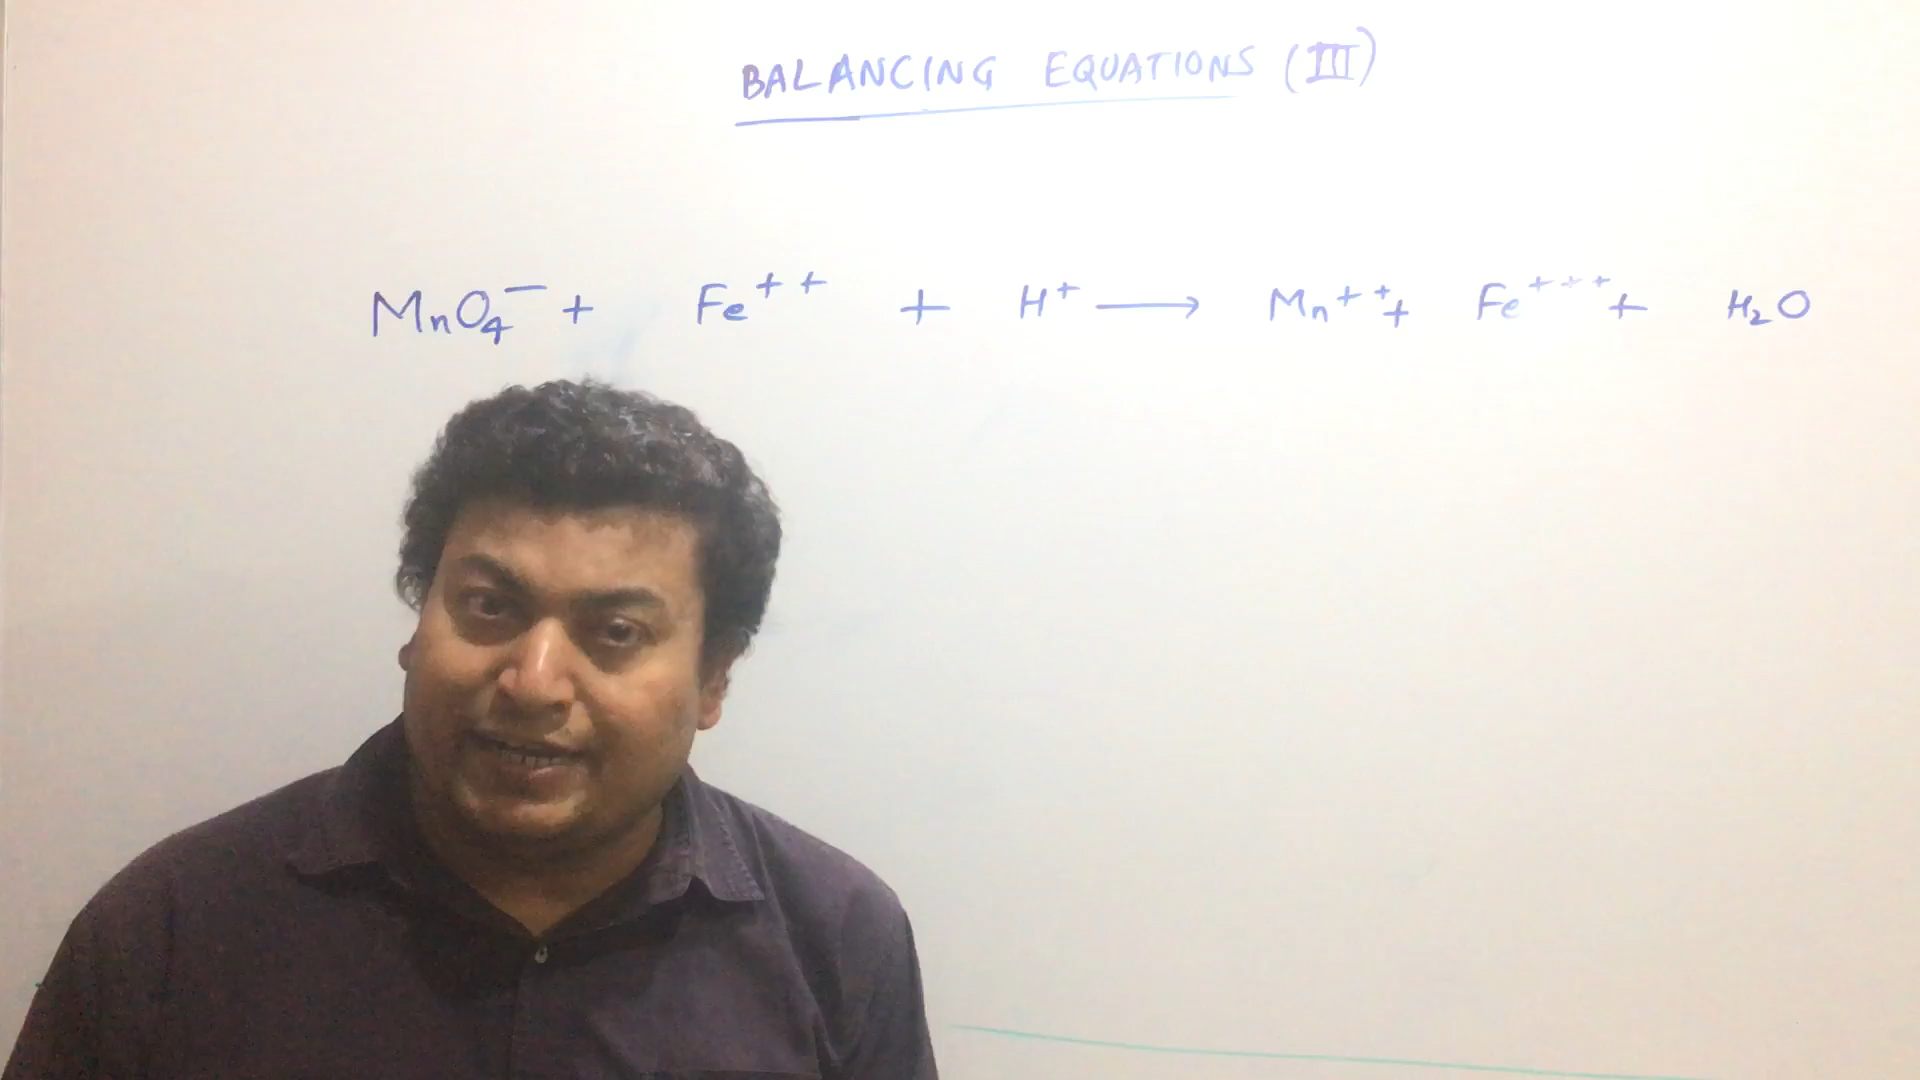 BALANCING EQUATIONS (III)
MnO₄⁻ + Fe⁺⁺ + H⁺ ⟶ Mn⁺⁺ + Fe⁺⁺⁺ + H₂O